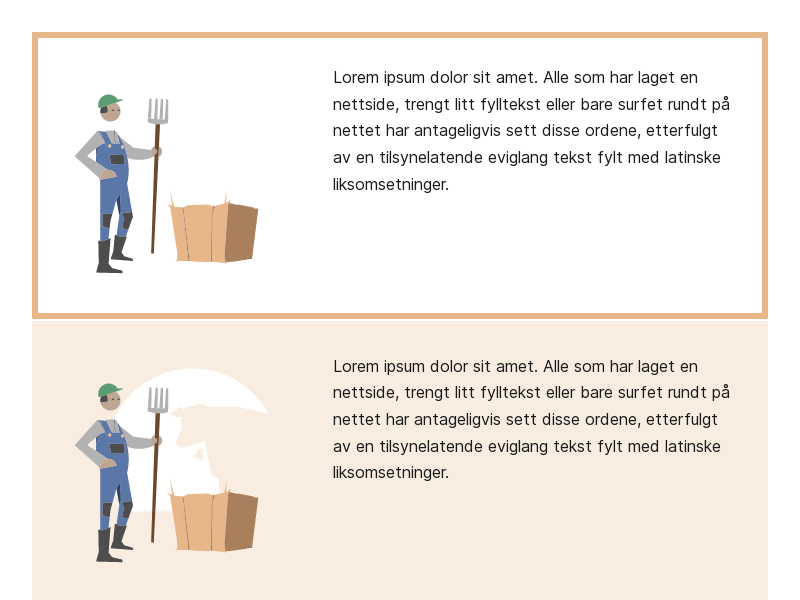 Lorem ipsum dolor sit amet. Alle som har laget en
nettside, trengt litt fylltekst eller bare surfet rundt på
nettet har antageligvis sett disse ordene, etterfulgt
av en tilsynelatende eviglang tekst fylt med latinske
liksomsetninger.
Lorem ipsum dolor sit amet. Alle som har laget en
nettside, trengt litt fylltekst eller bare surfet rundt på
nettet har antageligvis sett disse ordene, etterfulgt
av en tilsynelatende eviglang tekst fylt med latinske
liksomsetninger.